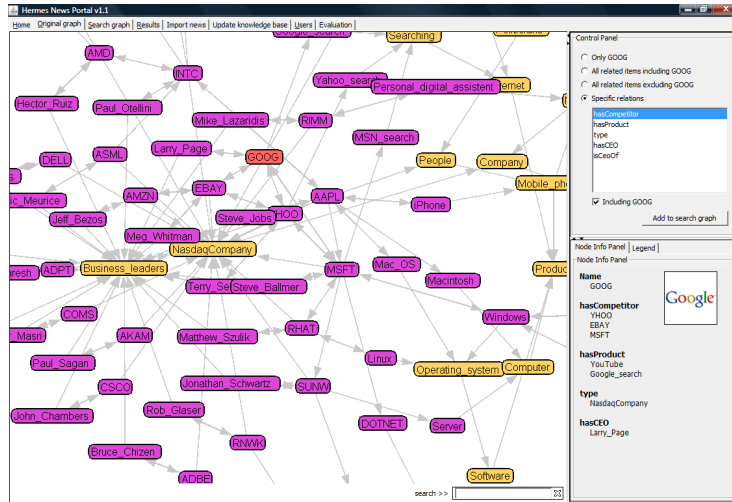 Hermes News Portal v1.1
Home Original graph Search graph Results Import news Update knowledge base Users Evaluation
Searching
AMD
INTC
Yahoo_search
Personal_digital_assistent
Hector_Ruiz
Paul_Otellini
Mike_Lazaridis
RIMM
MSN_search
Larry_Page
GOOG
ASML
DELL
People
Company
Mobile_ph
EBAY
AMZN
AAPL
iPhone
Jeff_Bezos
Steve_Jobs
Meg_Whitman
NasdaqCompany
Business_leaders
ADPT
MSFT
Mac_OS
Macintosh
Produc
Steve_Ballmer
COMS
Windows
AKAM
Matthew_Szulik
RHAT
Paul_Sagan
Linux
Operating_system
Computer
CSCO
Jonathan_Schwartz
SUNW
John_Chambers
Rob_Glaser
DOTNET
Server
RNWK
Bruce_Chizen
ADBE
Software
search >>
Control Panel
Only GOOG
All related items including GOOG
All related items excluding GOOG
Specific relations
hasCompetitor
hasProduct
type
hasCEO
isCeoOf
Including GOOG
Add to search graph
Node Info Panel Legend
Node Info Panel
Name
GOOG
Google
hasCompetitor
YHOO
EBAY
MSFT
hasProduct
YouTube
Google_search
type
NasdaqCompany
hasCEO
Larry_Page